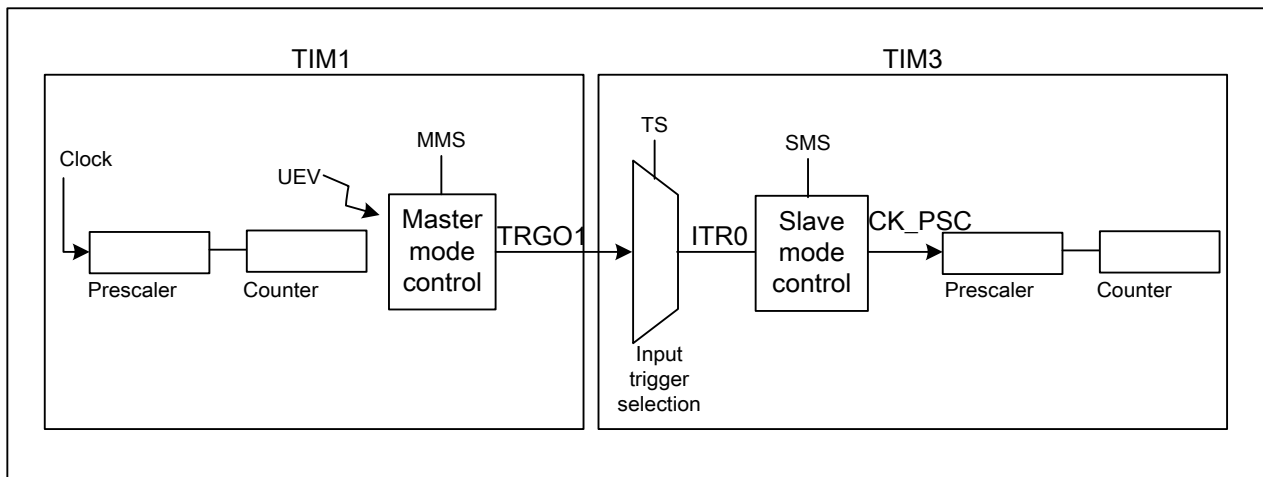 TIM1
TIM3
Clock
UEV
MMS
Master
mode
control
Prescaler
Counter
TRGO1
TS
ITR0
Input
trigger
selection
SMS
Slave
mode
control
CK_PSC
Prescaler
Counter